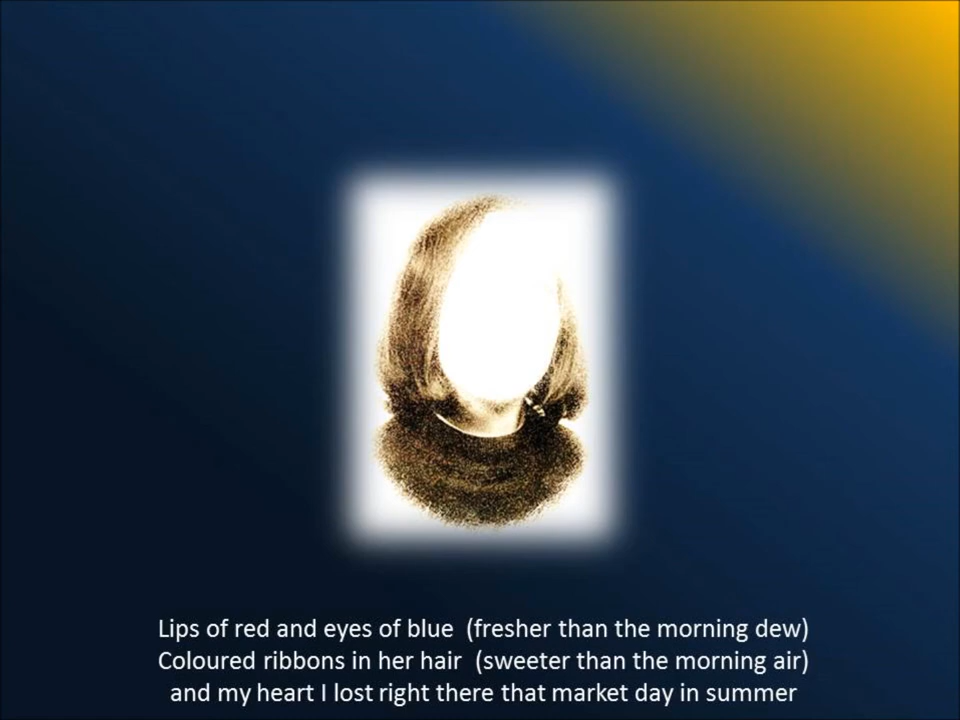 Lips of red and eyes of blue  (fresher than the morning dew)
Coloured ribbons in her hair  (sweeter than the morning air)
and my heart I lost right there that market day in summer